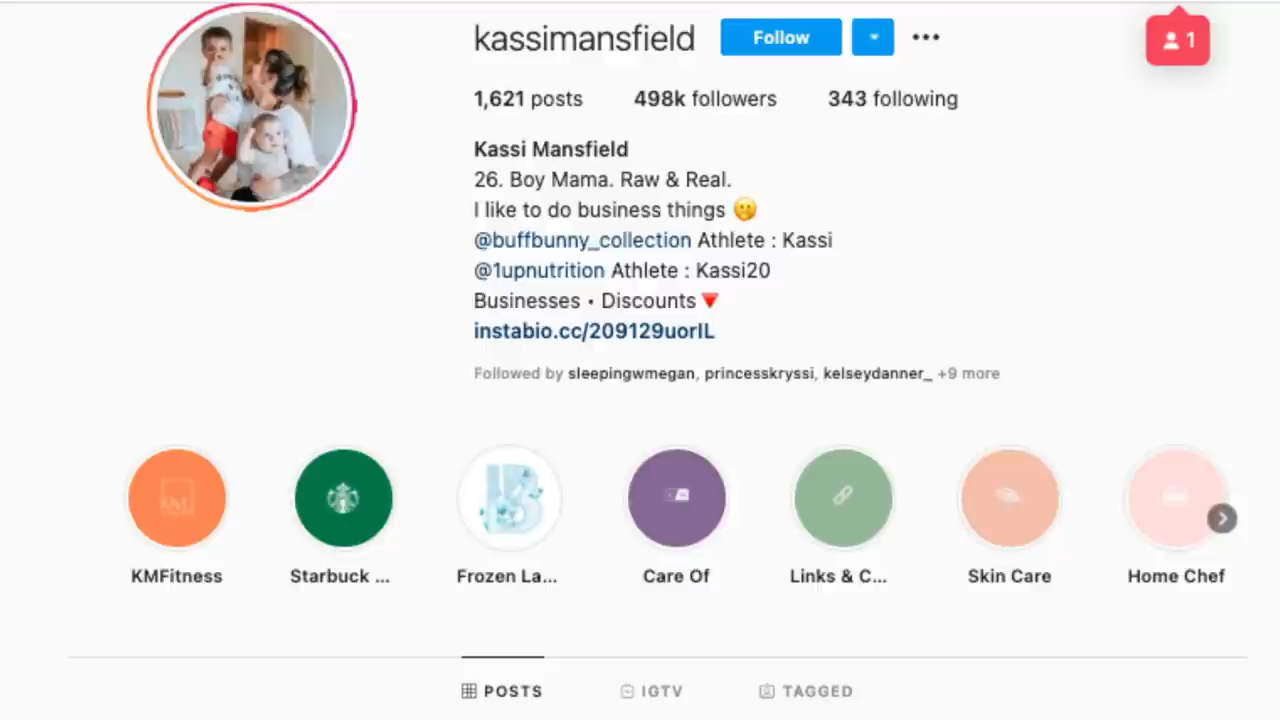 kassimansfield Follow
1
1,621 posts 498k followers 343 following
Kassi Mansfield
26. Boy Mama. Raw & Real.
I like to do business things 🤫
@buffbunny_collection Athlete : Kassi
@1upnutrition Athlete : Kassi20
Businesses • Discounts🔻
instabio.cc/209129uorIL
Followed by sleepingwmegan, princesskryssi, kelseydanner_ +9 more
KMFitness Starbuck ... Frozen La... Care Of Links & C... Skin Care Home Chef
POSTS IGTV TAGGED